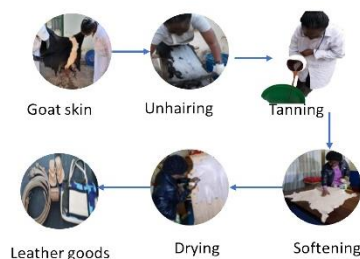 Goat skin
Unhairing
Tanning
Softening
Drying
Leather goods